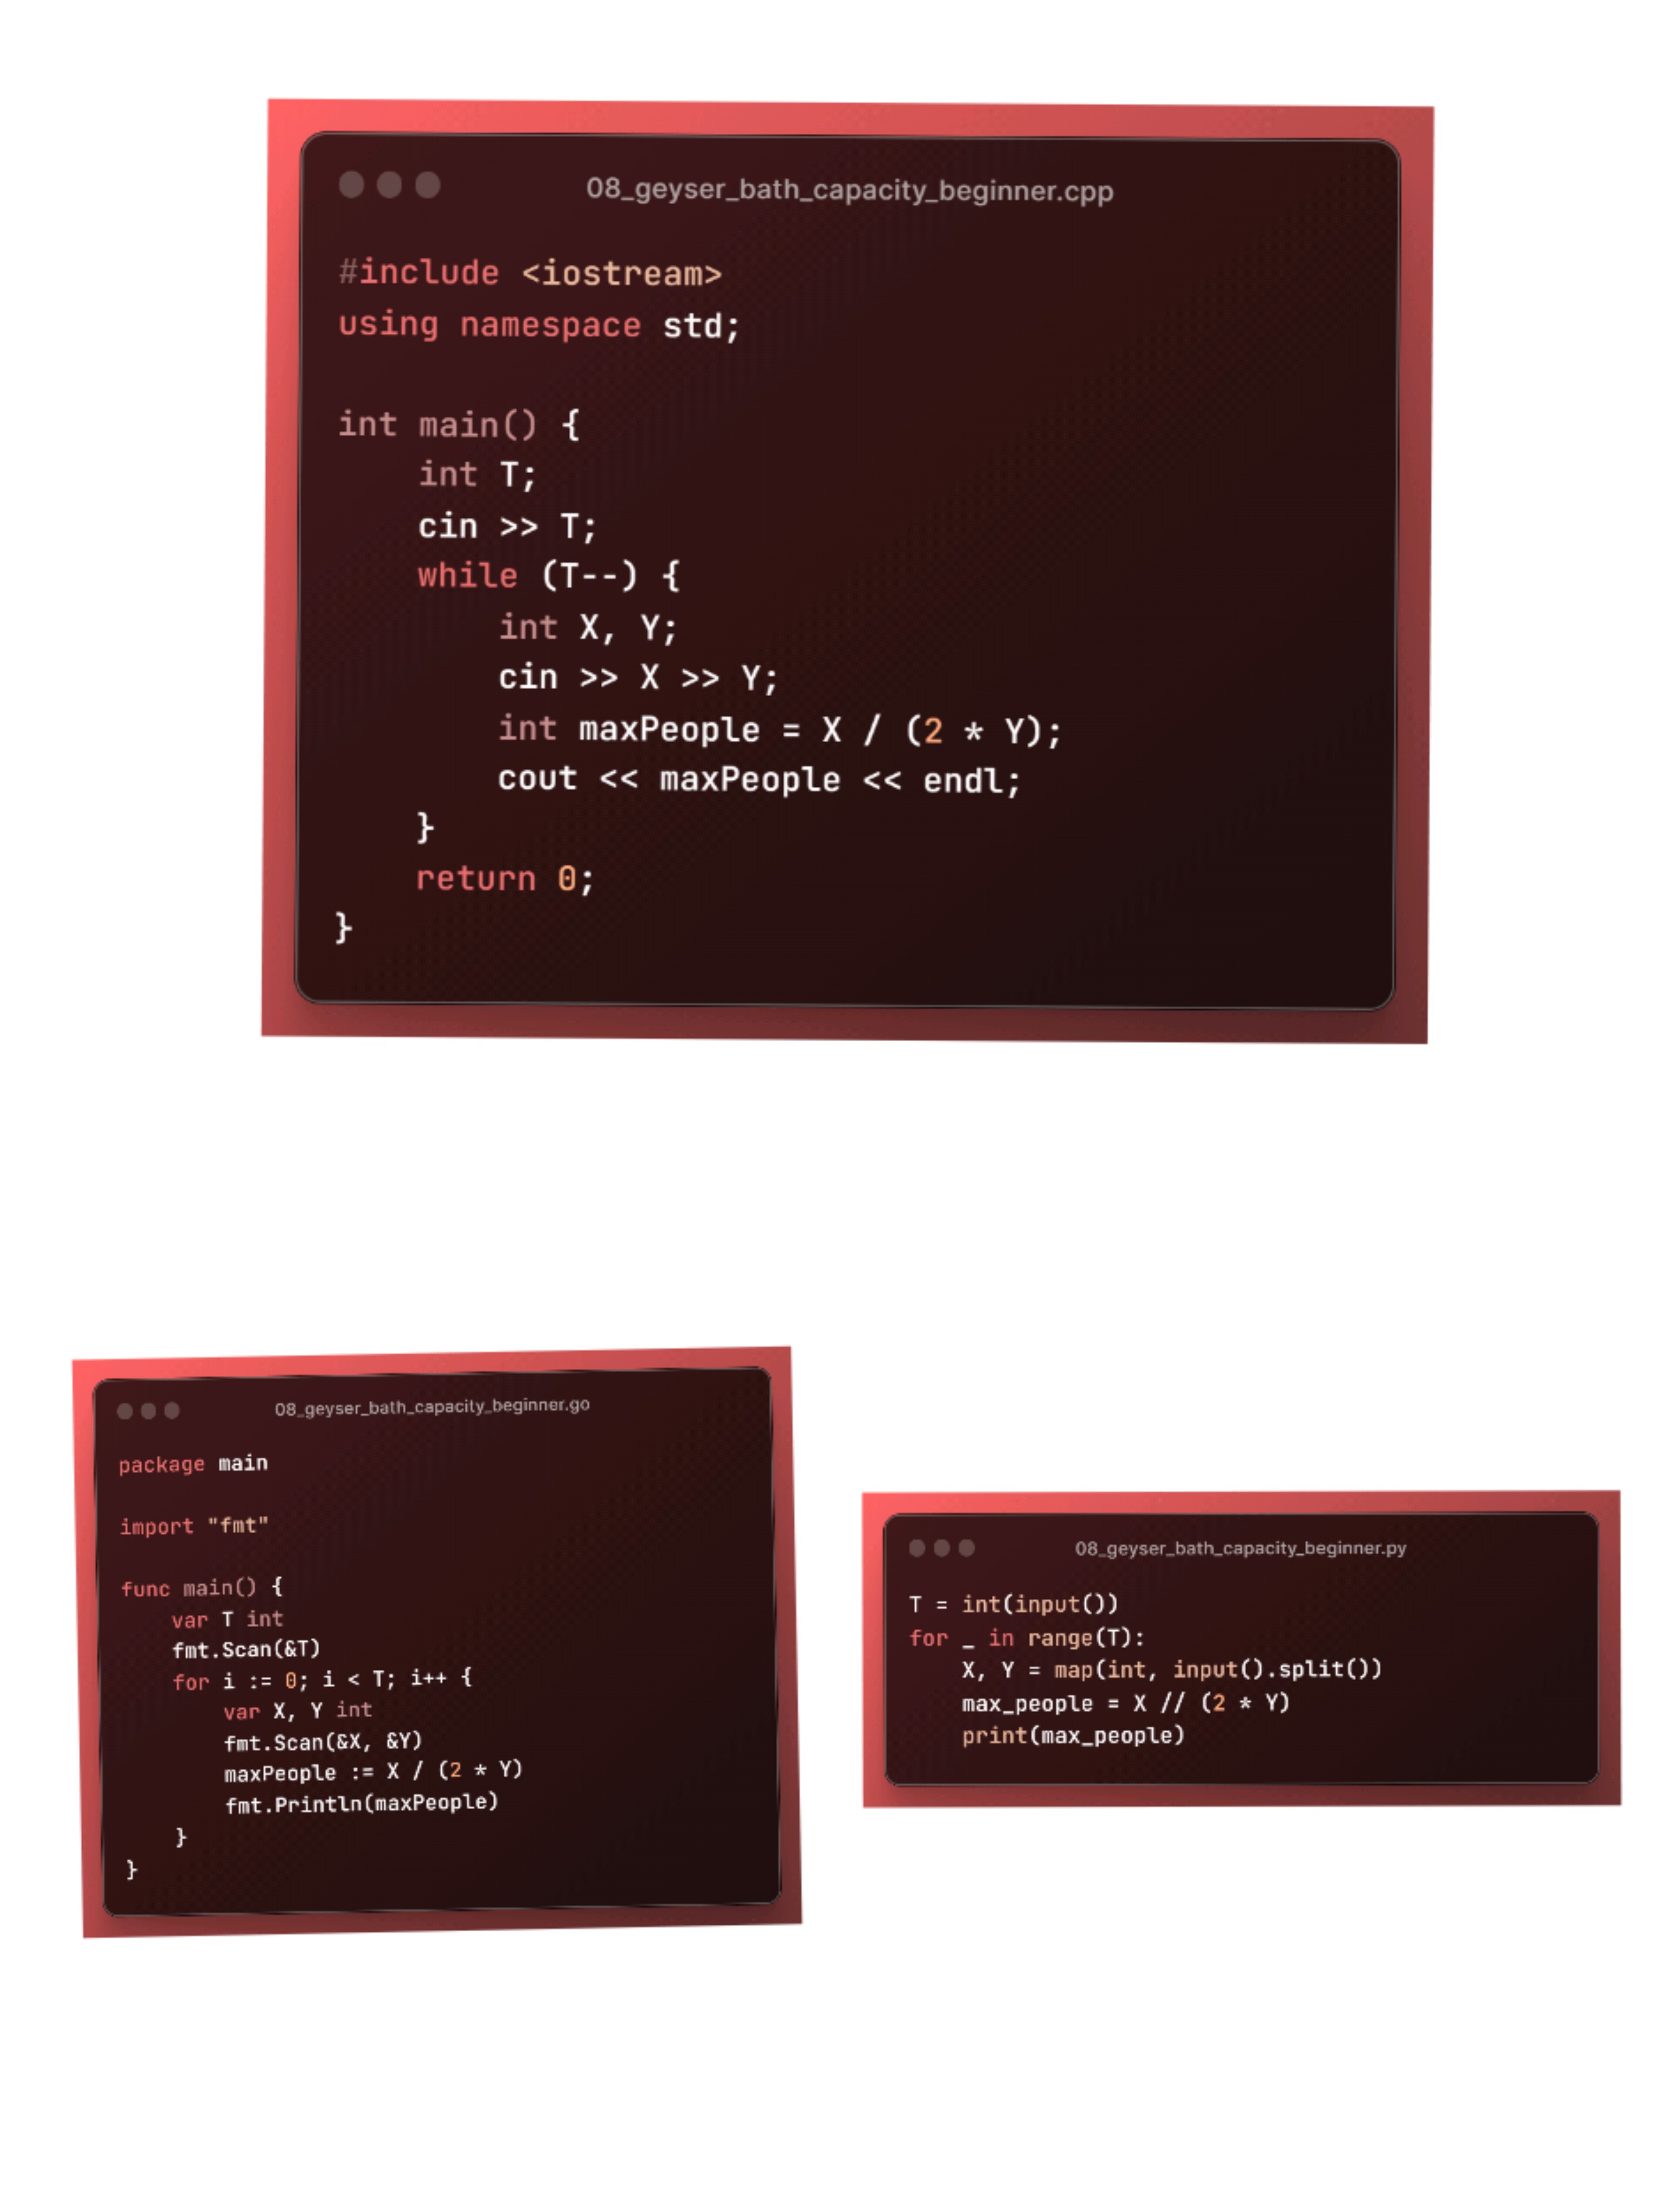 08_geyser_bath_capacity_beginner.cpp
#include <iostream>
using namespace std;

int main() {
    int T;
    cin >> T;
    while (T--) {
        int X, Y;
        cin >> X >> Y;
        int maxPeople = X / (2 * Y);
        cout << maxPeople << endl;
    }
    return 0;
}
08_geyser_bath_capacity_beginner.go
package main

import "fmt"

func main() {
    var T int
    fmt.Scan(&T)
    for i := 0; i < T; i++ {
        var X, Y int
        fmt.Scan(&X, &Y)
        maxPeople := X / (2 * Y)
        fmt.Println(maxPeople)
    }
}
08_geyser_bath_capacity_beginner.py
T = int(input())
for _ in range(T):
    X, Y = map(int, input().split())
    max_people = X // (2 * Y)
    print(max_people)